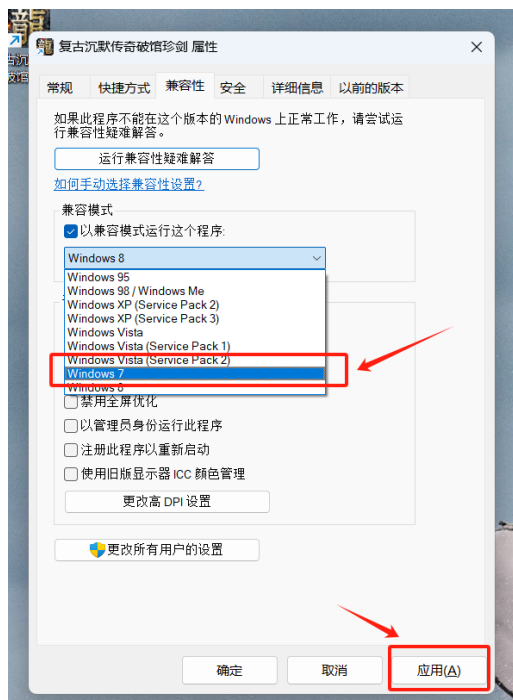 龍
古沉
破馆
复古沉默传奇破馆珍剑 属性
常规 快捷方式 兼容性 安全 详细信息 以前的版本
如果此程序不能在这个版本的 Windows 上正常工作，请尝试运
行兼容性疑难解答。
运行兼容性疑难解答
如何手动选择兼容性设置?
兼容模式
以兼容模式运行这个程序:
Windows 8
Windows 95
Windows 98 / Windows Me
Windows XP (Service Pack 2)
Windows XP (Service Pack 3)
Windows Vista
Windows Vista (Service Pack 1)
Windows Vista (Service Pack 2)
Windows 7
Windows 8
禁用全屏优化
以管理员身份运行此程序
注册此程序以重新启动
使用旧版显示器 ICC 颜色管理
更改高 DPI 设置
更改所有用户的设置
确定 取消 应用(A)